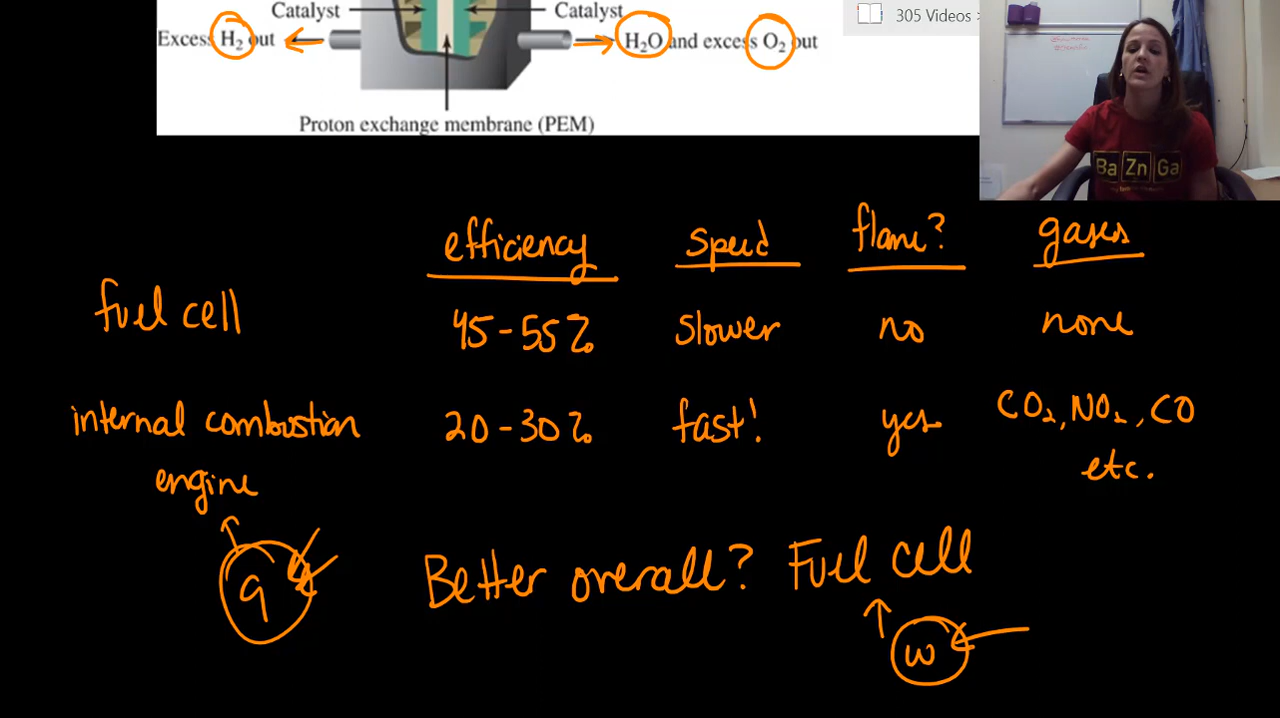 Catalyst Catalyst
Excess H₂ out H₂O and excess O₂ out
Proton exchange membrane (PEM)
305 Videos
Ba Zn Ga
efficiency speed flame? gases
fuel cell 45-55% slower no none
internal combustion engine 20-30% fast! yes CO₂, NO₂, CO etc.
q
Better overall? Fuel cell
w